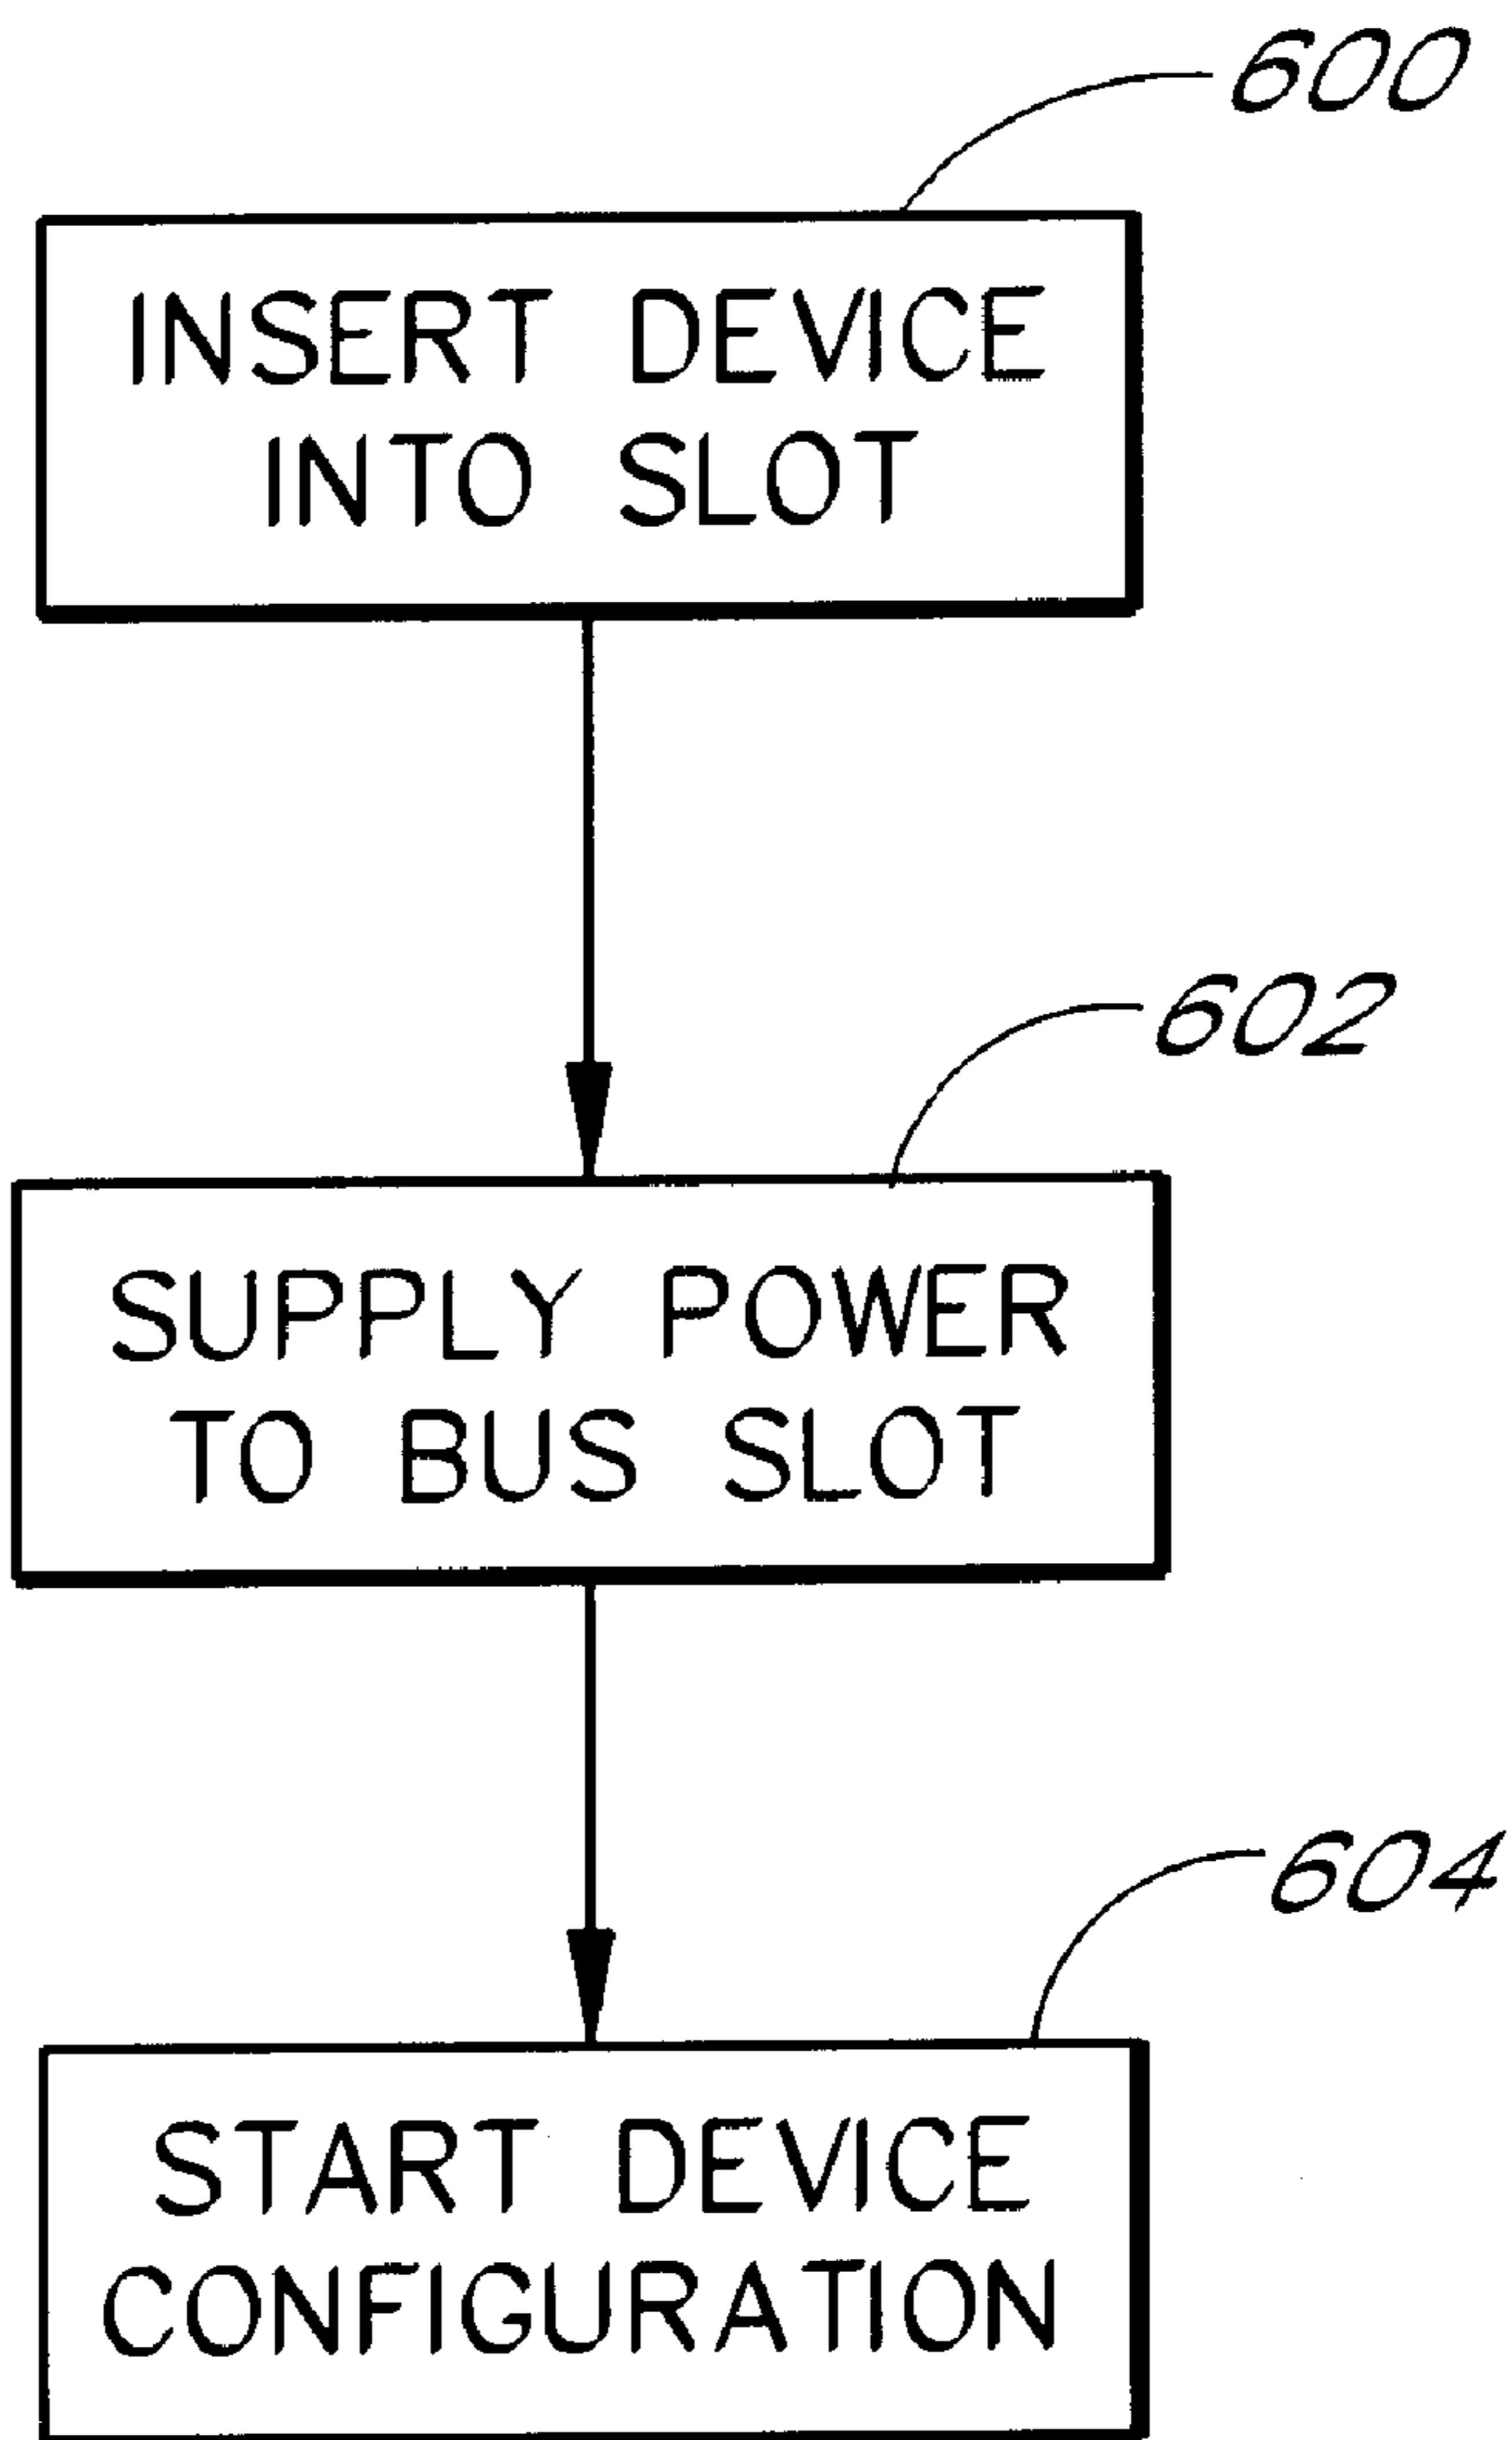 600
INSERT DEVICE
INTO SLOT
602
SUPPLY POWER
TO BUS SLOT
604
START DEVICE
CONFIGURATION